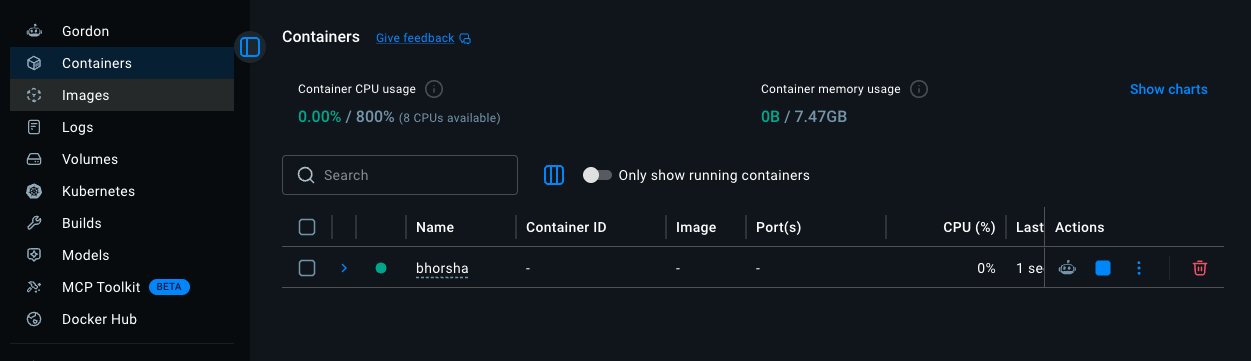 Gordon
Containers
Images
Logs
Volumes
Kubernetes
Builds
Models
MCP Toolkit BETA
Docker Hub
Containers Give feedback
Container CPU usage
0.00% / 800% (8 CPUs available)
Container memory usage
0B / 7.47GB
Show charts
Search
Only show running containers
Name Container ID Image Port(s) CPU (%) Last Actions
bhorsha - - - 0% 1 se